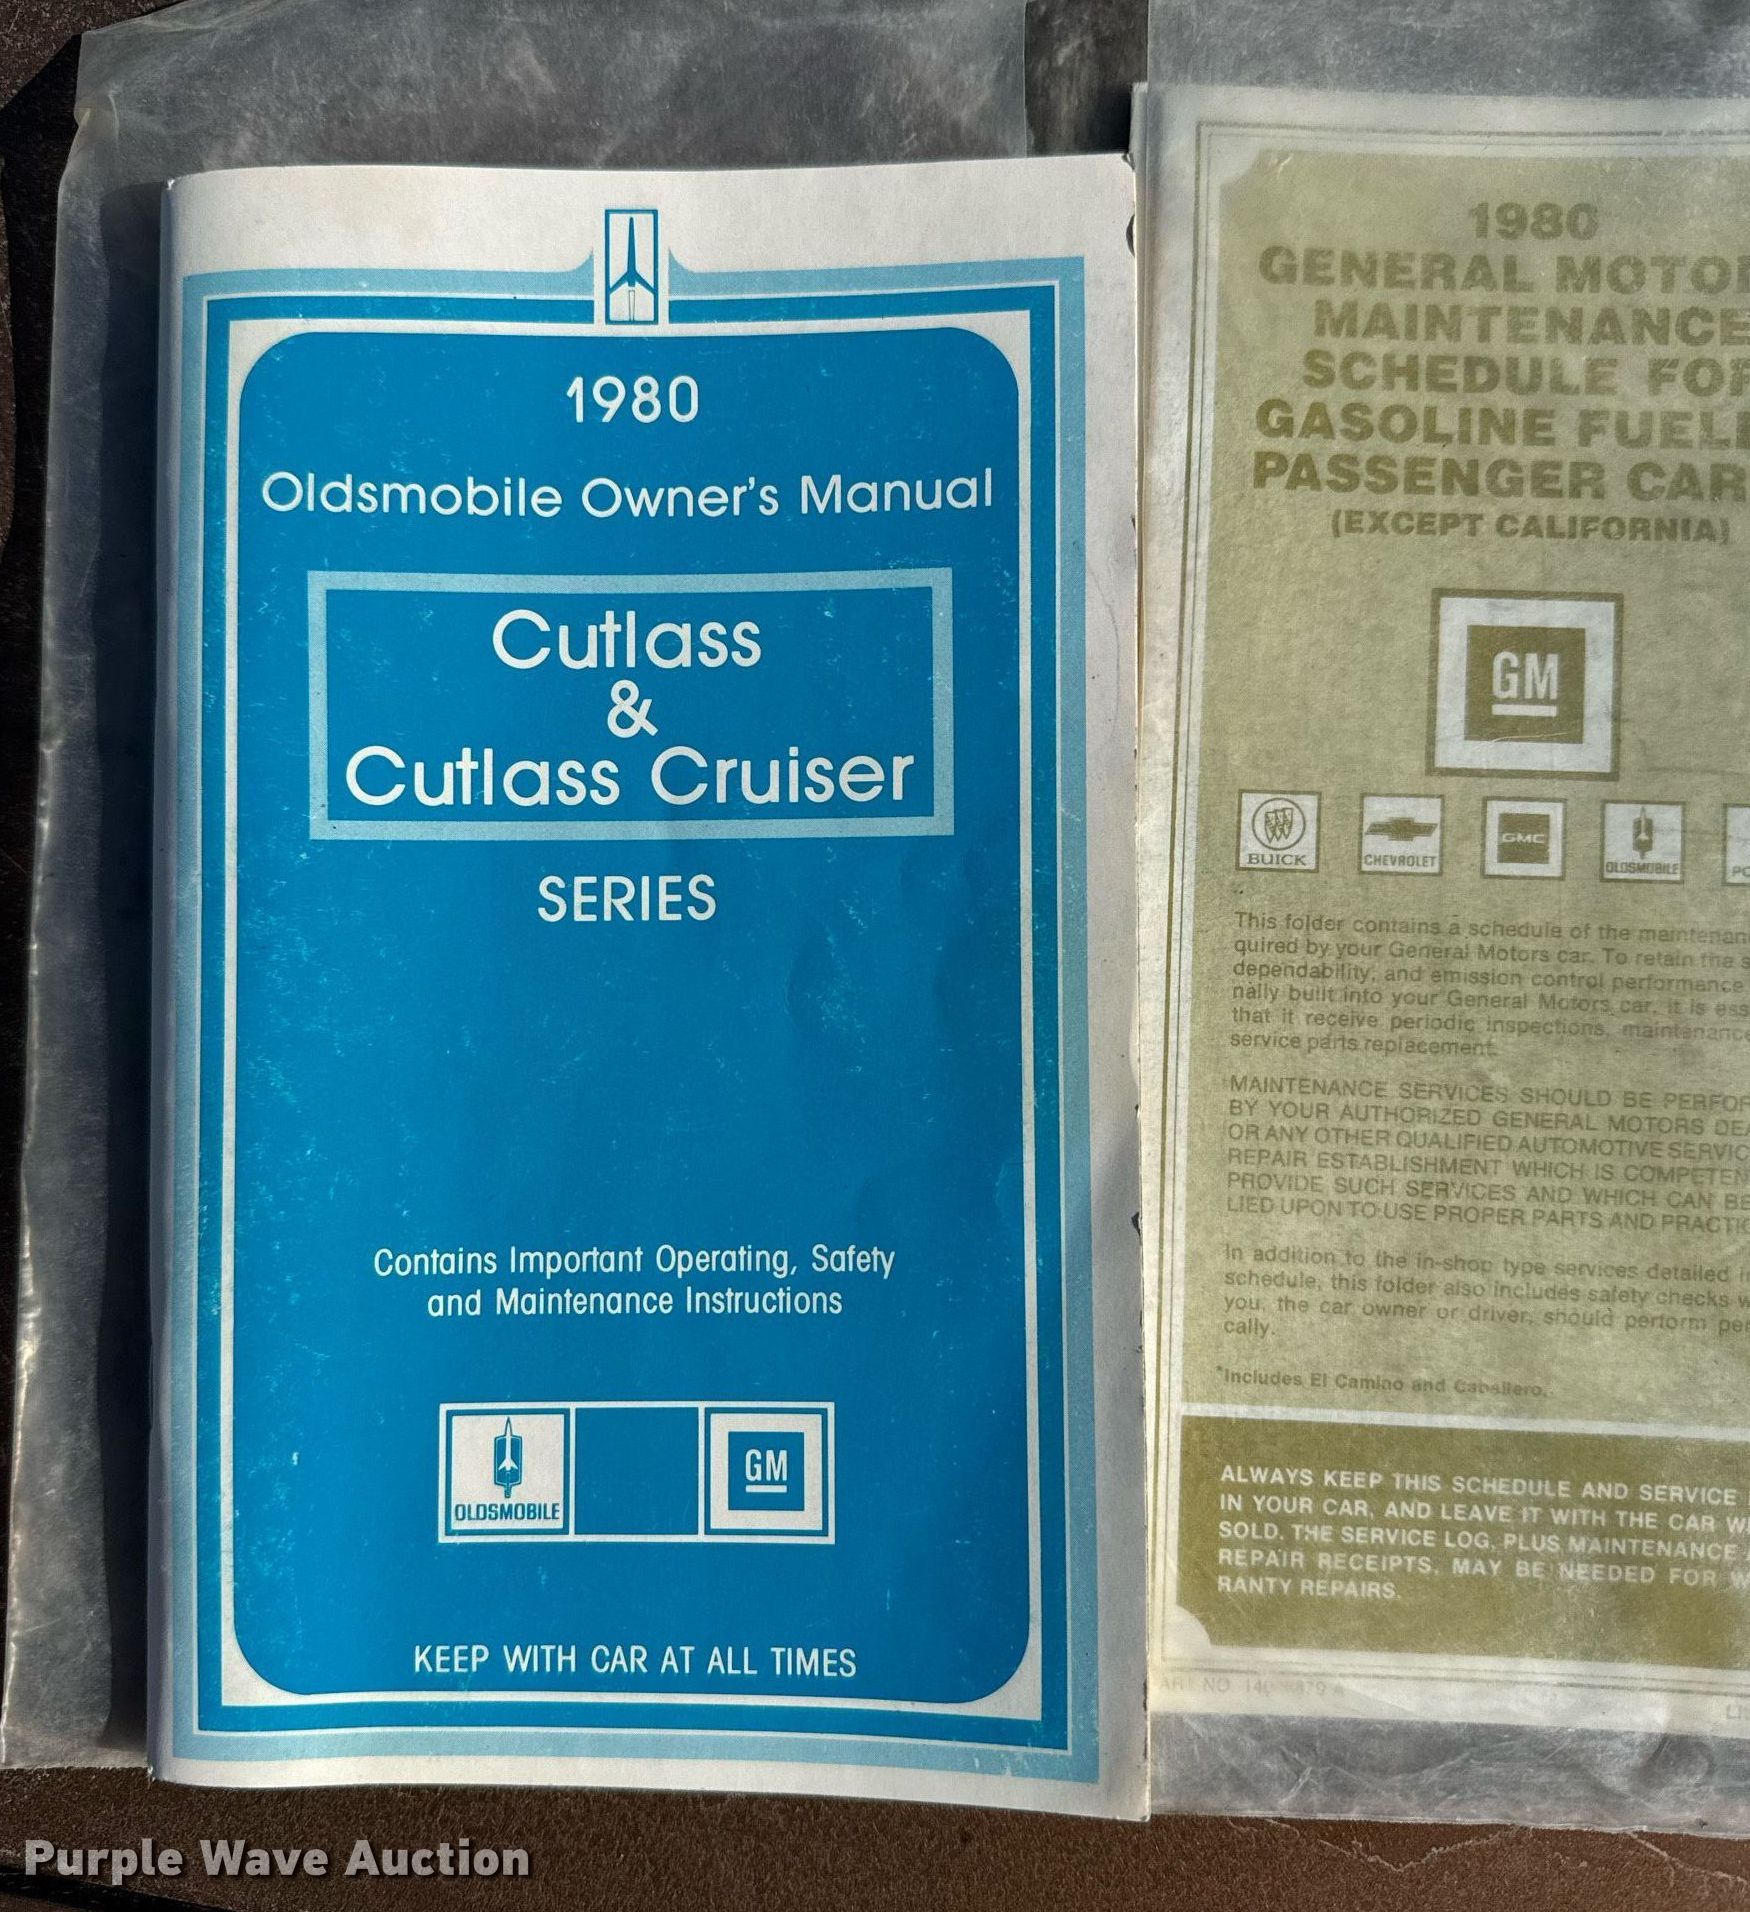 1980
Oldsmobile Owner's Manual
Cutlass
&
Cutlass Cruiser
SERIES
Contains Important Operating, Safety
and Maintenance Instructions
OLDSMOBILE
GM
KEEP WITH CAR AT ALL TIMES
1980
GENERAL MOTO
MAINTENANCE
SCHEDULE FOR
GASOLINE FUEL
PASSENGER CAR
(EXCEPT CALIFORNIA)
GM
BUICK
CHEVROLET
GMC
OLDSMOBILE
PO
This folder contains a schedule of the maintenan
quired by your General Motors car. To retain the s
dependability, and emission control performance
nally built into your General Motors car, it is ess
that it receive periodic inspections, maintenance
service parts replacement.
MAINTENANCE SERVICES SHOULD BE PERFOR
BY YOUR AUTHORIZED GENERAL MOTORS DEA
OR ANY OTHER QUALIFIED AUTOMOTIVE SERVIC
REPAIR ESTABLISHMENT WHICH IS COMPETEN
PROVIDE SUCH SERVICES AND WHICH CAN BE
LIED UPON TO USE PROPER PARTS AND PRACTIC
In addition to the in-shop type services detailed i
schedule, this folder also includes safety checks w
you, the car owner or driver, should perform per
cally.
*Includes El Camino and Caballero.
ALWAYS KEEP THIS SCHEDULE AND SERVICE
IN YOUR CAR, AND LEAVE IT WITH THE CAR W
SOLD. THE SERVICE LOG, PLUS MAINTENANCE
REPAIR RECEIPTS, MAY BE NEEDED FOR W
RANTY REPAIRS.
NO.
Purple Wave Auction